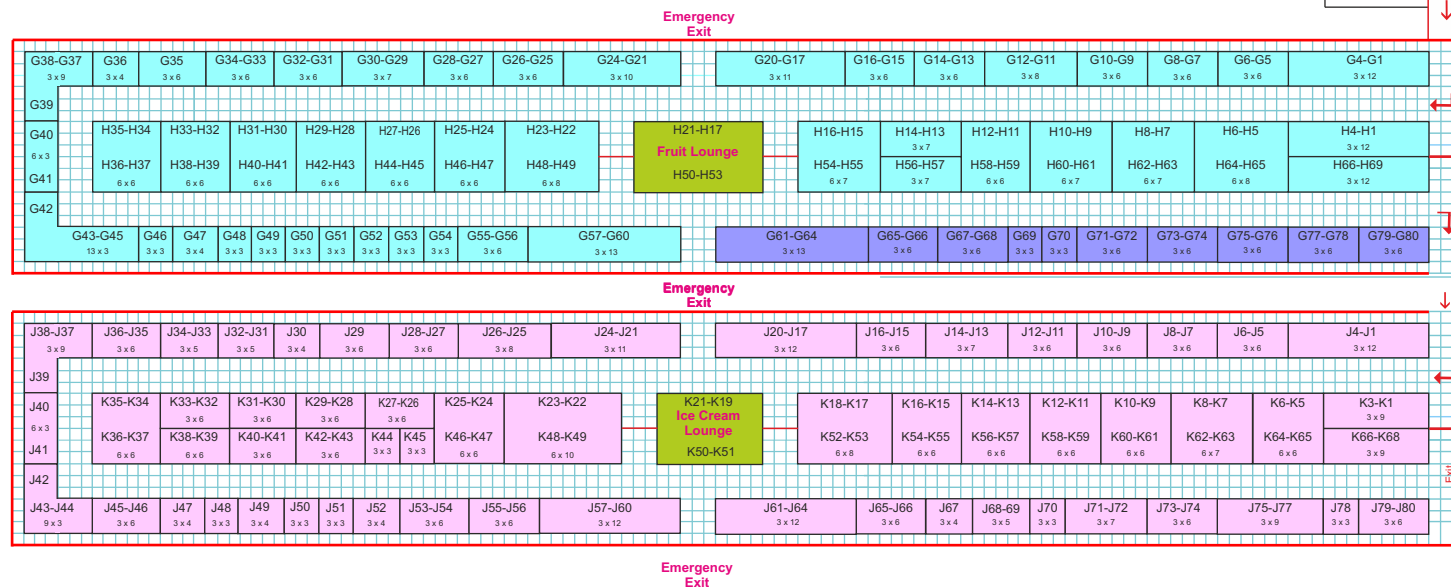 Emergency
Exit
G38-G37 G36 G35 G34-G33 G32-G31 G30-G29 G28-G27 G26-G25 G24-G21 G20-G17 G16-G15 G14-G13 G12-G11 G10-G9 G8-G7 G6-G5 G4-G1
3 x 9 3 x 4 3 x 6 3 x 6 3 x 6 3 x 7 3 x 6 3 x 6 3 x 10 3 x 11 3 x 6 3 x 6 3 x 8 3 x 6 3 x 6 3 x 6 3 x 12
G39
G40 H35-H34 H33-H32 H31-H30 H29-H28 H27-H26 H25-H24 H23-H22 H21-H17 H16-H15 H14-H13 H12-H11 H10-H9 H8-H7 H6-H5 H4-H1
3 x 7 3 x 12
6 x 3 Fruit Lounge
H36-H37 H38-H39 H40-H41 H42-H43 H44-H45 H46-H47 H48-H49 H54-H55 H56-H57 H58-H59 H60-H61 H62-H63 H64-H65 H66-H69
G41 H50-H53
6 x 6 6 x 6 6 x 6 6 x 6 6 x 6 6 x 6 6 x 8 6 x 7 3 x 7 6 x 6 6 x 7 6 x 7 6 x 8 3 x 12
G42
G43-G45 G46 G47 G48 G49 G50 G51 G52 G53 G54 G55-G56 G57-G60 G61-G64 G65-G66 G67-G68 G69 G70 G71-G72 G73-G74 G75-G76 G77-G78 G79-G80
13 x 3 3 x 3 3 x 4 3 x 3 3 x 3 3 x 3 3 x 3 3 x 3 3 x 3 3 x 3 3 x 6 3 x 13 3 x 13 3 x 6 3 x 6 3 x 3 3 x 3 3 x 6 3 x 6 3 x 6 3 x 6 3 x 6
Emergency
Exit
J38-J37 J36-J35 J34-J33 J32-J31 J30 J29 J28-J27 J26-J25 J24-J21 J20-J17 J16-J15 J14-J13 J12-J11 J10-J9 J8-J7 J6-J5 J4-J1
3 x 9 3 x 6 3 x 5 3 x 5 3 x 4 3 x 6 3 x 6 3 x 8 3 x 11 3 x 12 3 x 6 3 x 7 3 x 6 3 x 6 3 x 6 3 x 6 3 x 12
J39
J40 K35-K34 K33-K32 K31-K30 K29-K28 K27-K26 K25-K24 K23-K22 K21-K19 K18-K17 K16-K15 K14-K13 K12-K11 K10-K9 K8-K7 K6-K5 K3-K1
3 x 6 3 x 6 3 x 6 3 x 6 Ice Cream 3 x 9
6 x 3 Lounge
K36-K37 K38-K39 K40-K41 K42-K43 K44 K45 K46-K47 K48-K49 K52-K53 K54-K55 K56-K57 K58-K59 K60-K61 K62-K63 K64-K65 K66-K68
J41 K50-K51
6 x 6 6 x 6 3 x 6 3 x 6 3 x 3 3 x 3 6 x 6 6 x 10 6 x 8 6 x 6 6 x 6 6 x 6 6 x 6 6 x 7 6 x 6 3 x 9
J42
Exit
J43-J44 J45-J46 J47 J48 J49 J50 J51 J52 J53-J54 J55-J56 J57-J60 J61-J64 J65-J66 J67 J68-69 J70 J71-J72 J73-J74 J75-J77 J78 J79-J80
9 x 3 3 x 6 3 x 4 3 x 3 3 x 4 3 x 3 3 x 3 3 x 4 3 x 6 3 x 6 3 x 12 3 x 12 3 x 6 3 x 4 3 x 5 3 x 3 3 x 7 3 x 6 3 x 9 3 x 3 3 x 6
Emergency
Exit